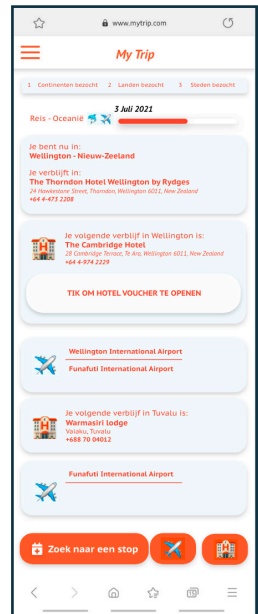 www.mytrip.com
My Trip
1 Continenten bezocht 2 Landen bezocht 3 Steden bezocht
3 Juli 2021
Reis - Oceanië
Je bent nu in:
Wellington - Nieuw-Zeeland
Je verblijft in:
The Thorndon Hotel Wellington by Rydges
24 Hawkestone Street, Thorndon, Wellington 6011, New Zealand
+64 4-473 2208
Je volgende verblijf in Wellington is:
The Cambridge Hotel
28 Cambridge Terrace, Te Aro, Wellington 6011, New Zealand
+64 4-974 2229
TIK OM HOTEL VOUCHER TE OPENEN
Wellington International Airport
Funafuti International Airport
Je volgende verblijf in Tuvalu is:
Warmasiri lodge
Valaku, Tuvalu
+688 70 04012
Funafuti International Airport
Zoek naar een stop